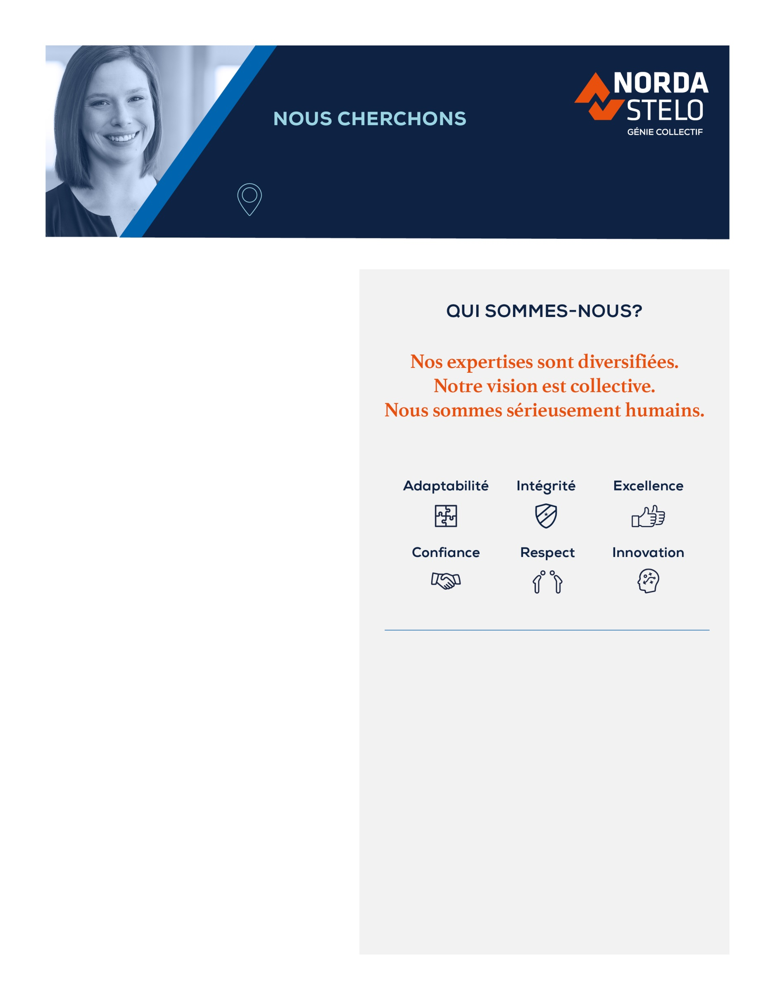 NOUS CHERCHONS
NORDA
STELO
GÉNIE COLLECTIF
QUI SOMMES-NOUS?
Nos expertises sont diversifiées.
Notre vision est collective.
Nous sommes sérieusement humains.
Adaptabilité Intégrité Excellence
Confiance Respect Innovation